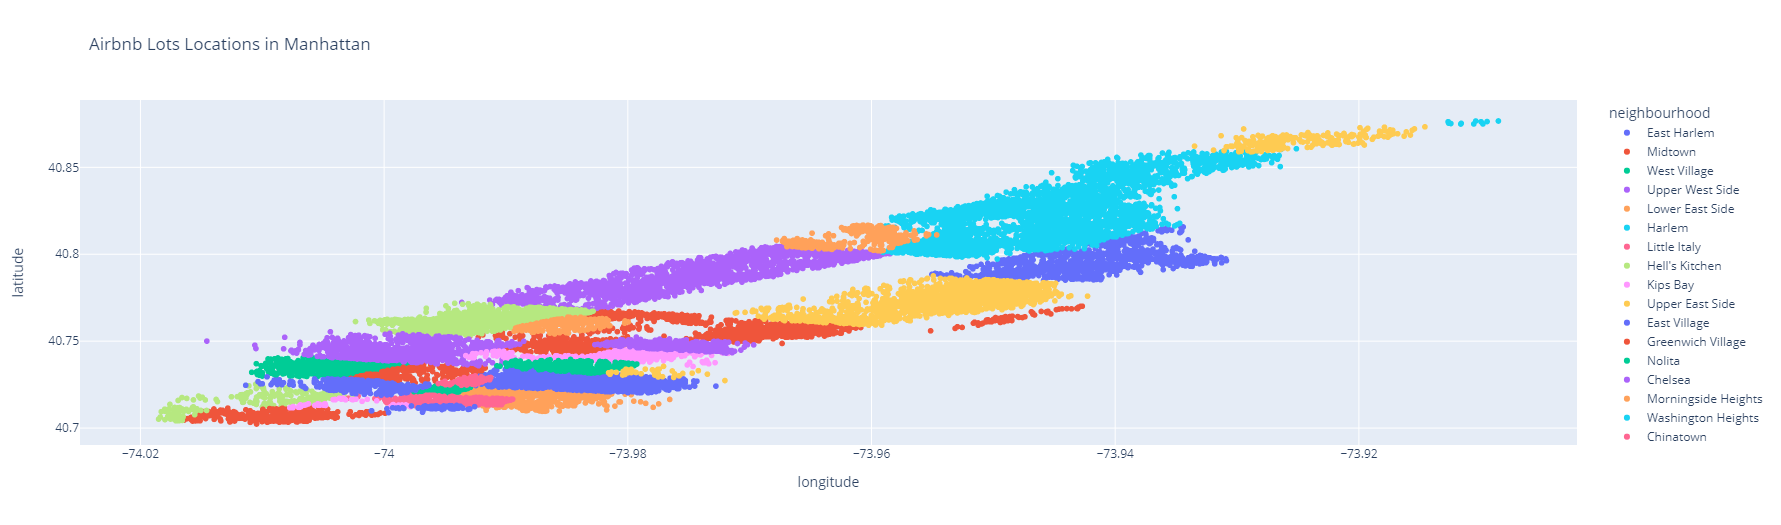 Airbnb Lots Locations in Manhattan
neighbourhood
East Harlem
Midtown
West Village
Upper West Side
Lower East Side
Harlem
Little Italy
Hell's Kitchen
Kips Bay
Upper East Side
East Village
Greenwich Village
Nolita
Chelsea
Morningside Heights
Washington Heights
Chinatown
latitude
40.85
40.8
40.75
40.7
−74.02 −74 −73.98 −73.96 −73.94 −73.92
longitude